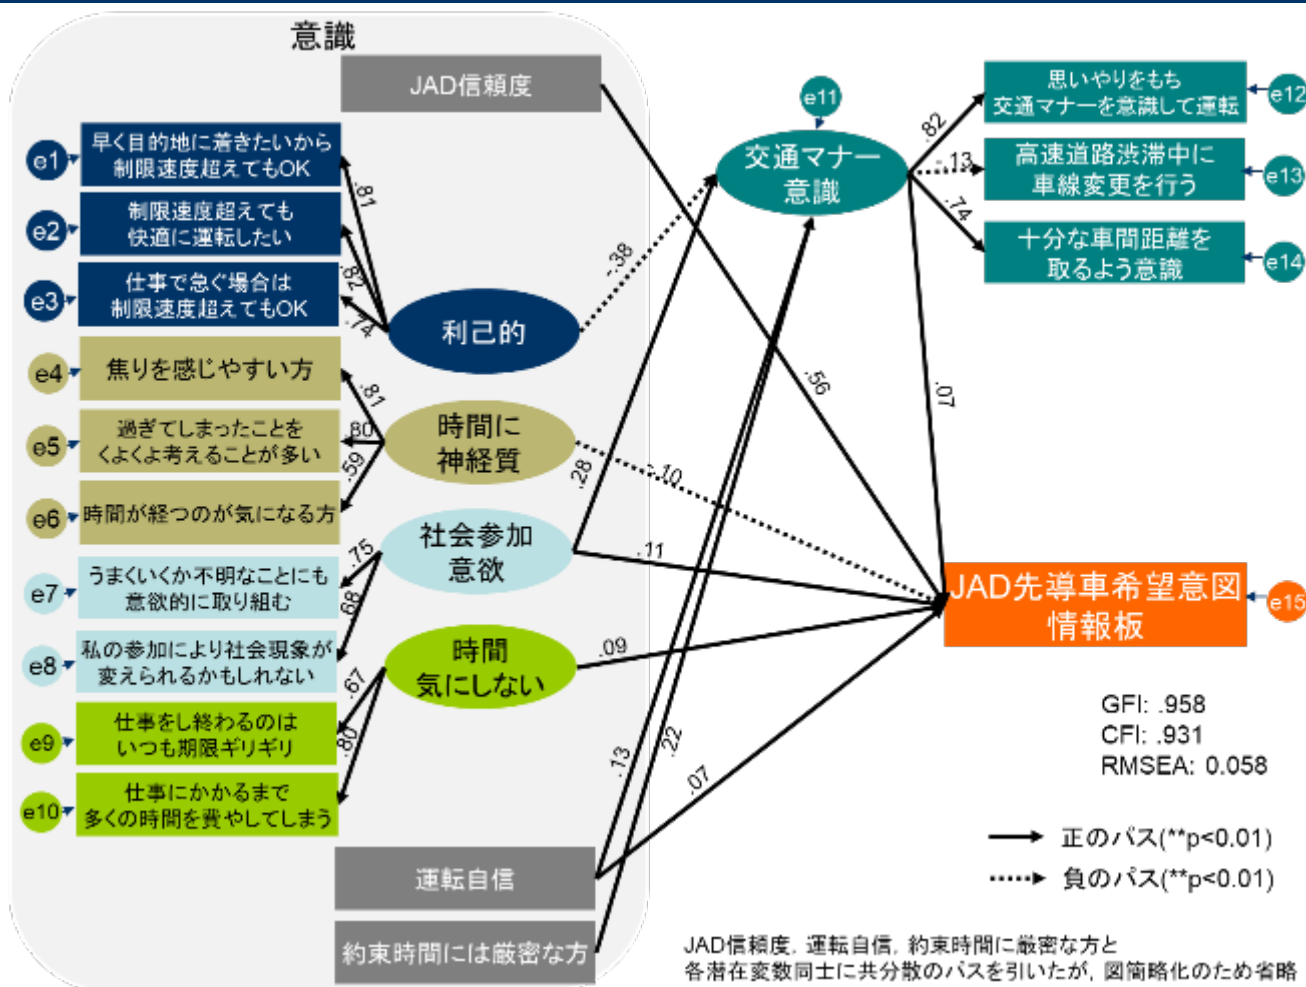 意識
JAD信頼度
e1
早く目的地に着きたいから
制限速度超えてもOK
e2
制限速度超えても
快適に運転したい
e3
仕事で急ぐ場合は
制限速度超えてもOK
e4
焦りを感じやすい方
e5
過ぎてしまったことを
くよくよ考えることが多い
e6
時間が経つのが気になる方
e7
うまくいくか不明なことにも
意欲的に取り組む
e8
私の参加により社会現象が
変えられるかもしれない
e9
仕事をし終わるのは
いつも期限ギリギリ
e10
仕事にかかるまで
多くの時間を費やしてしまう
.81
.82
.74
利己的
.81
.80
.59
時間に
神経質
.75
.68
社会参加
意欲
.67
.80
時間
気にしない
運転自信
約束時間には厳密な方
-.38
.28
.56
-.10
.11
.09
.13
.22
.07
.07
e11
交通マナー
意識
.82
-.13
.74
思いやりをもち
交通マナーを意識して運転
e12
高速道路渋滞中に
車線変更を行う
e13
十分な車間距離を
取るよう意識
e14
JAD先導車希望意図
情報板
e15
GFI: .958
CFI: .931
RMSEA: 0.058
正のパス(**p<0.01)
負のパス(**p<0.01)
JAD信頼度, 運転自信, 約束時間に厳密な方と
各潜在変数同士に共分散のパスを引いたが, 図簡略化のため省略